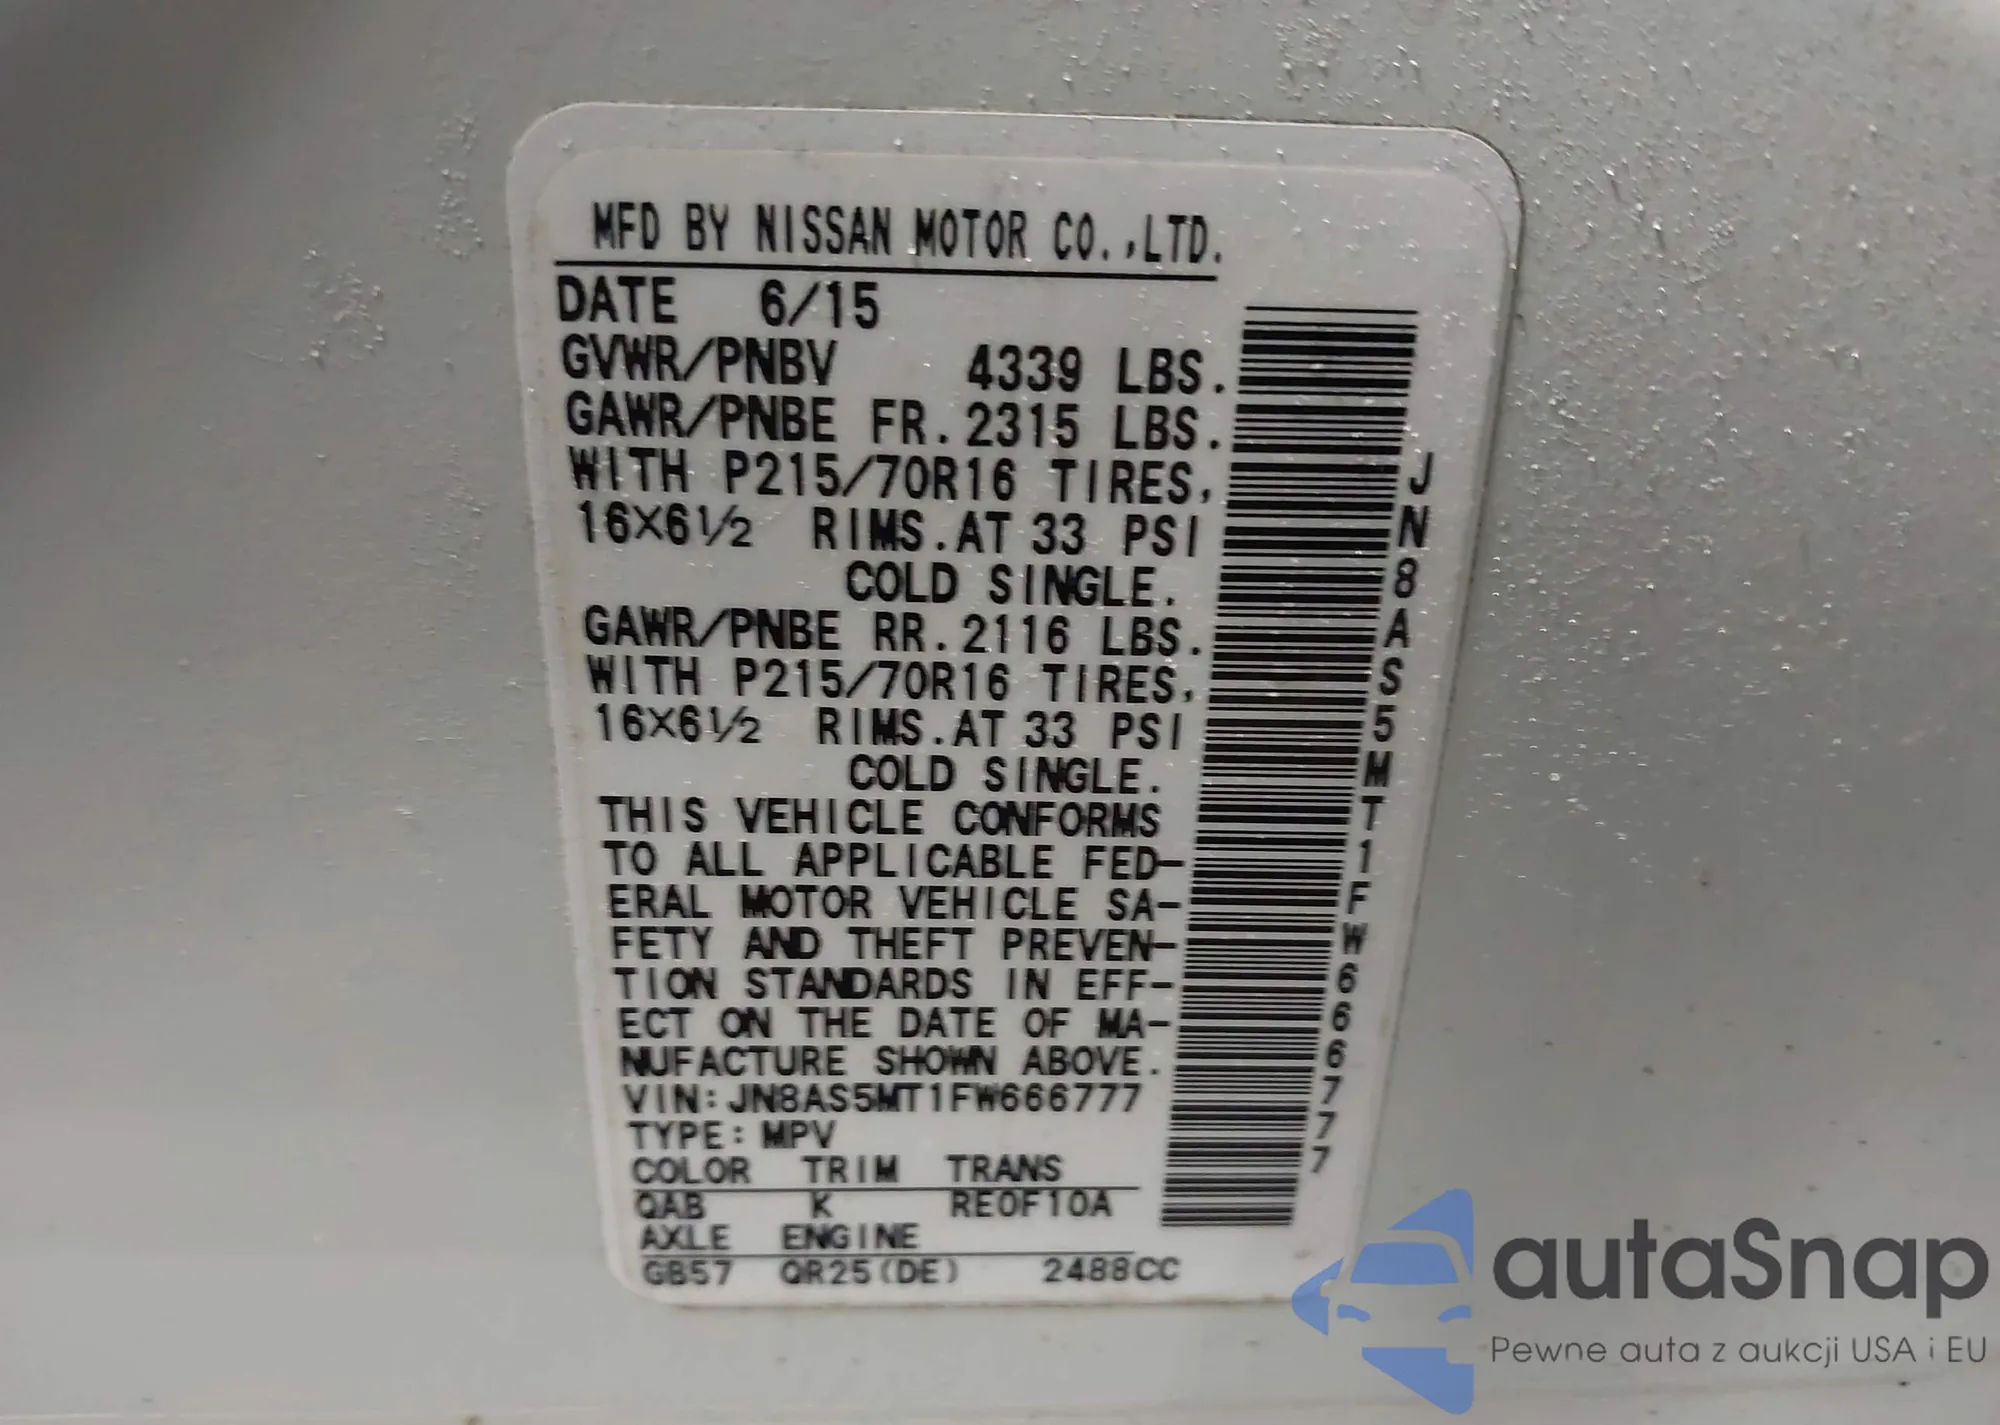 MFD BY NISSAN MOTOR CO.,LTD.
DATE 6/15
GVWR/PNBV 4339 LBS.
GAWR/PNBE FR. 2315 LBS.
WITH P215/70R16 TIRES,
16X6½ RIMS. AT 33 PSI
COLD SINGLE.
GAWR/PNBE RR. 2116 LBS.
WITH P215/70R16 TIRES,
16X6½ RIMS. AT 33 PSI
COLD SINGLE.
THIS VEHICLE CONFORMS
TO ALL APPLICABLE FED-
ERAL MOTOR VEHICLE SA-
FETY AND THEFT PREVEN-
TION STANDARDS IN EFF-
ECT ON THE DATE OF MA-
NUFACTURE SHOWN ABOVE.
VIN: JN8AS5MT1FW666777
TYPE: MPV
COLOR TRIM TRANS
QAB K RE0F10A
AXLE ENGINE
GB57 QR25(DE) 2488CC
JN8AS5MT1FW666777
autaSnap
Pewne auta z aukcji USA i EU